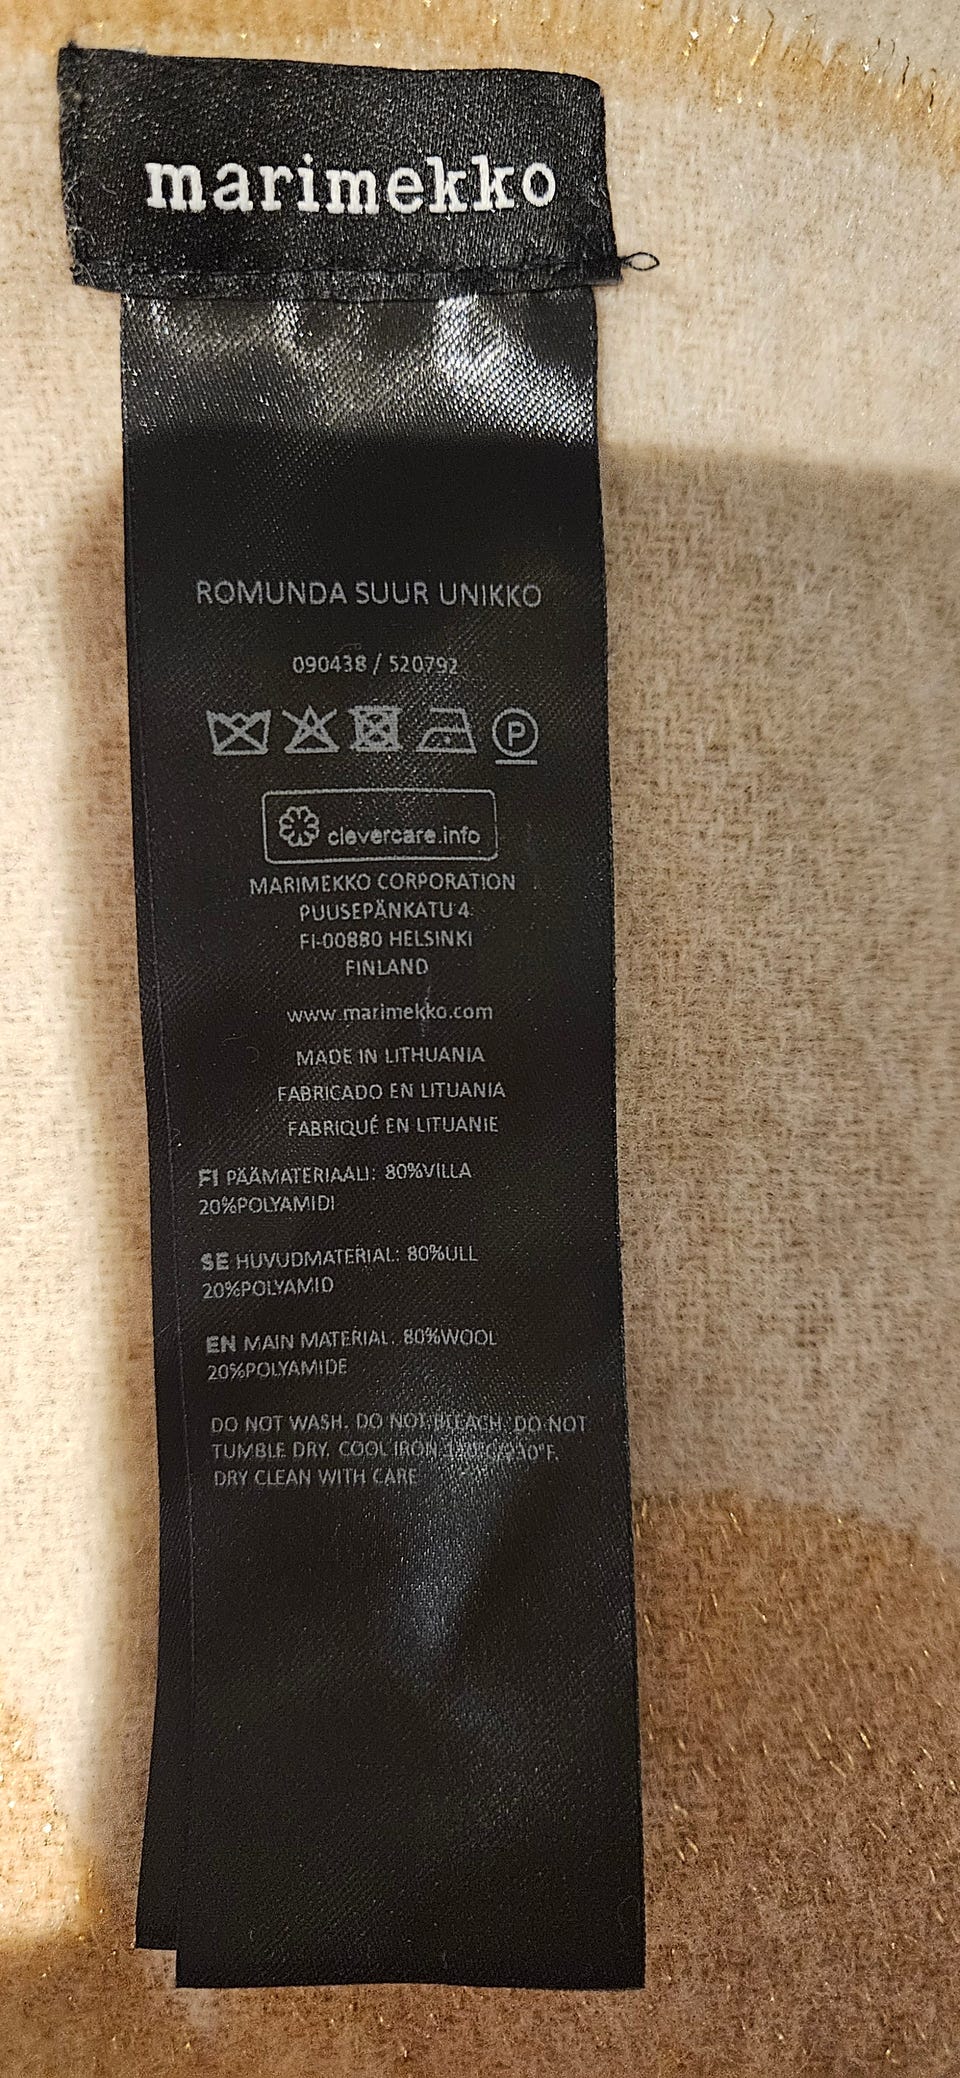 marimekko
ROMUNDA SUUR UNIKKO
090438 / 520792
P
clevercare.info
MARIMEKKO CORPORATION
PUUSEPÄNKATU 4
FI-00880 HELSINKI
FINLAND
www.marimekko.com
MADE IN LITHUANIA
FABRICADO EN LITUANIA
FABRIQUÉ EN LITUANIE
FI PÄÄMATERIAALI: 80%VILLA
20%POLYAMIDI
SE HUVUDMATERIAL: 80%ULL
20%POLYAMID
EN MAIN MATERIAL: 80%WOOL
20%POLYAMIDE
DO NOT WASH. DO NOT BLEACH. DO NOT
TUMBLE DRY. COOL IRON
DRY CLEAN WITH CARE